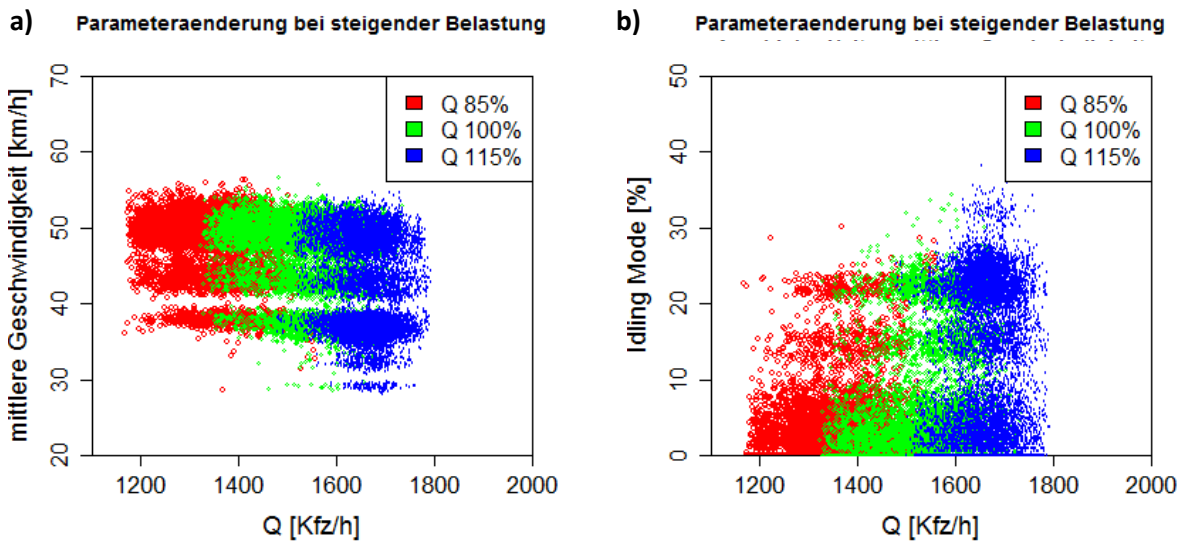 a) Parameteraenderung bei steigender Belastung
mittlere Geschwindigkeit [km/h]
70
60
50
40
30
20
Q 85%
Q 100%
Q 115%
1200 1400 1600 1800 2000
Q [Kfz/h]
b) Parameteraenderung bei steigender Belastung
Idling Mode [%]
50
40
30
20
10
0
Q 85%
Q 100%
Q 115%
1200 1400 1600 1800 2000
Q [Kfz/h]